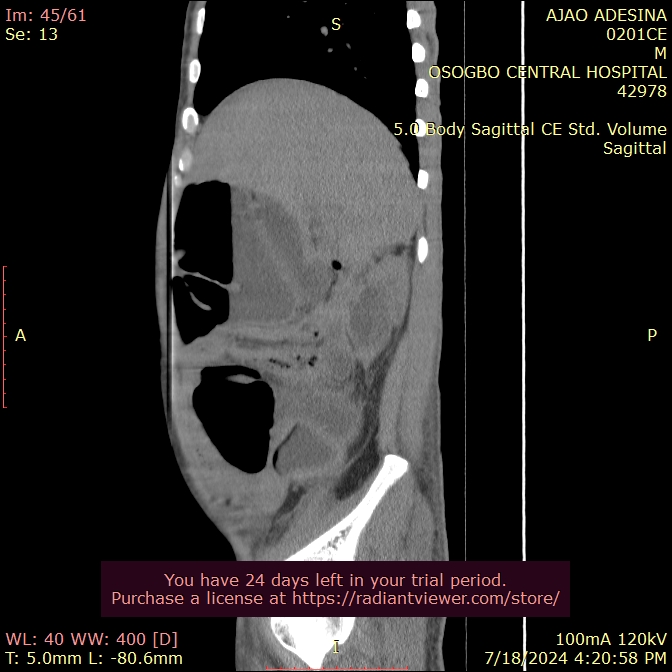 Im: 45/61
Se: 13
S
AJAO ADESINA
0201CE
M
OSOGBO CENTRAL HOSPITAL
42978
5.0 Body Sagittal CE Std. Volume
Sagittal
A
P
You have 24 days left in your trial period.
Purchase a license at https://radiantviewer.com/store/
WL: 40 WW: 400 [D]
T: 5.0mm L: -80.6mm
I
100mA 120kV
7/18/2024 4:20:58 PM